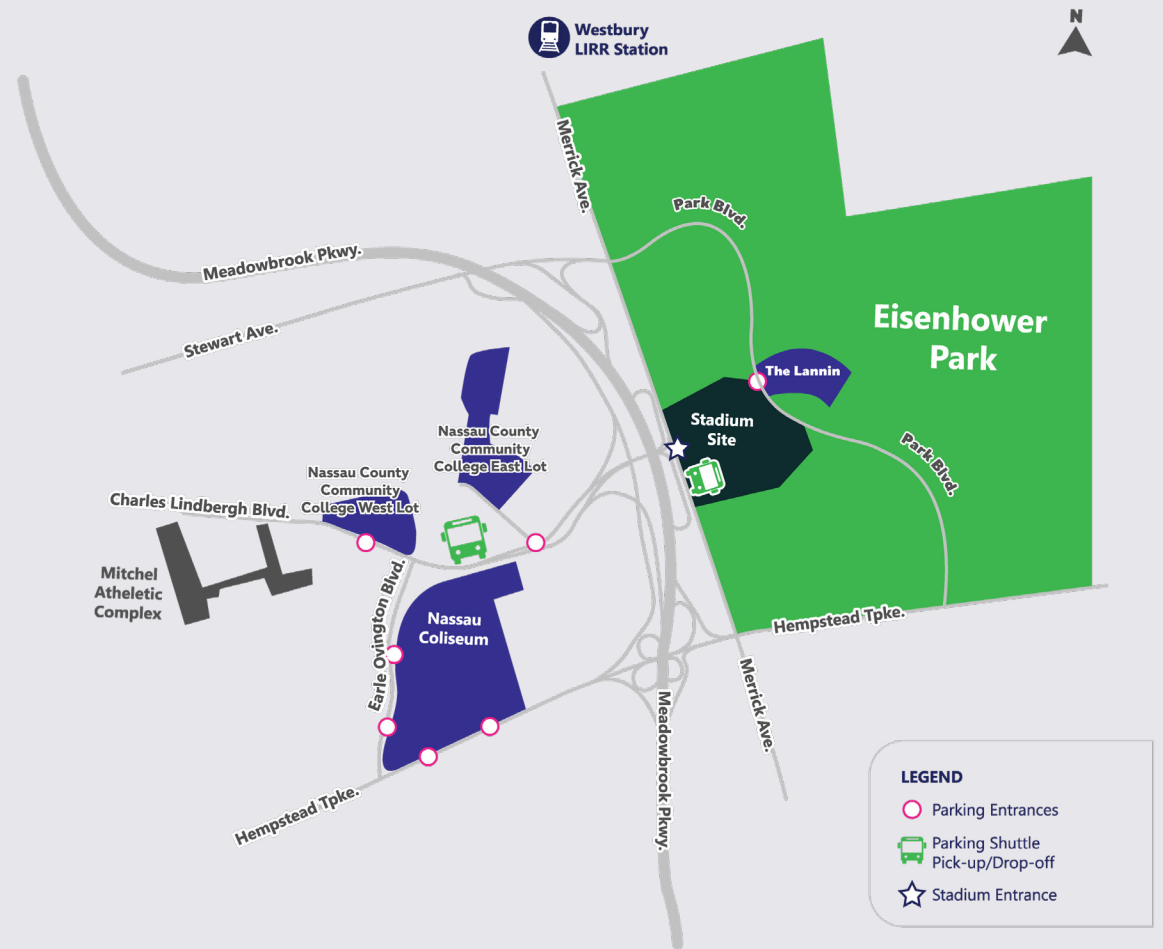 Westbury
LIRR Station
N
Merrick Ave.
Park Blvd.
Meadowbrook Pkwy.
Stewart Ave.
Eisenhower
Park
The Lannin
Stadium
Site
Nassau County
Community
College East Lot
Park Blvd.
Nassau County
Community
College West Lot
Charles Lindbergh Blvd.
Mitchel
Atheletic
Complex
Earle Ovington Blvd.
Nassau
Coliseum
Hempstead Tpke.
Merrick Ave.
Meadowbrook Pkwy.
Hempstead Tpke.
LEGEND
Parking Entrances
Parking Shuttle
Pick-up/Drop-off
Stadium Entrance